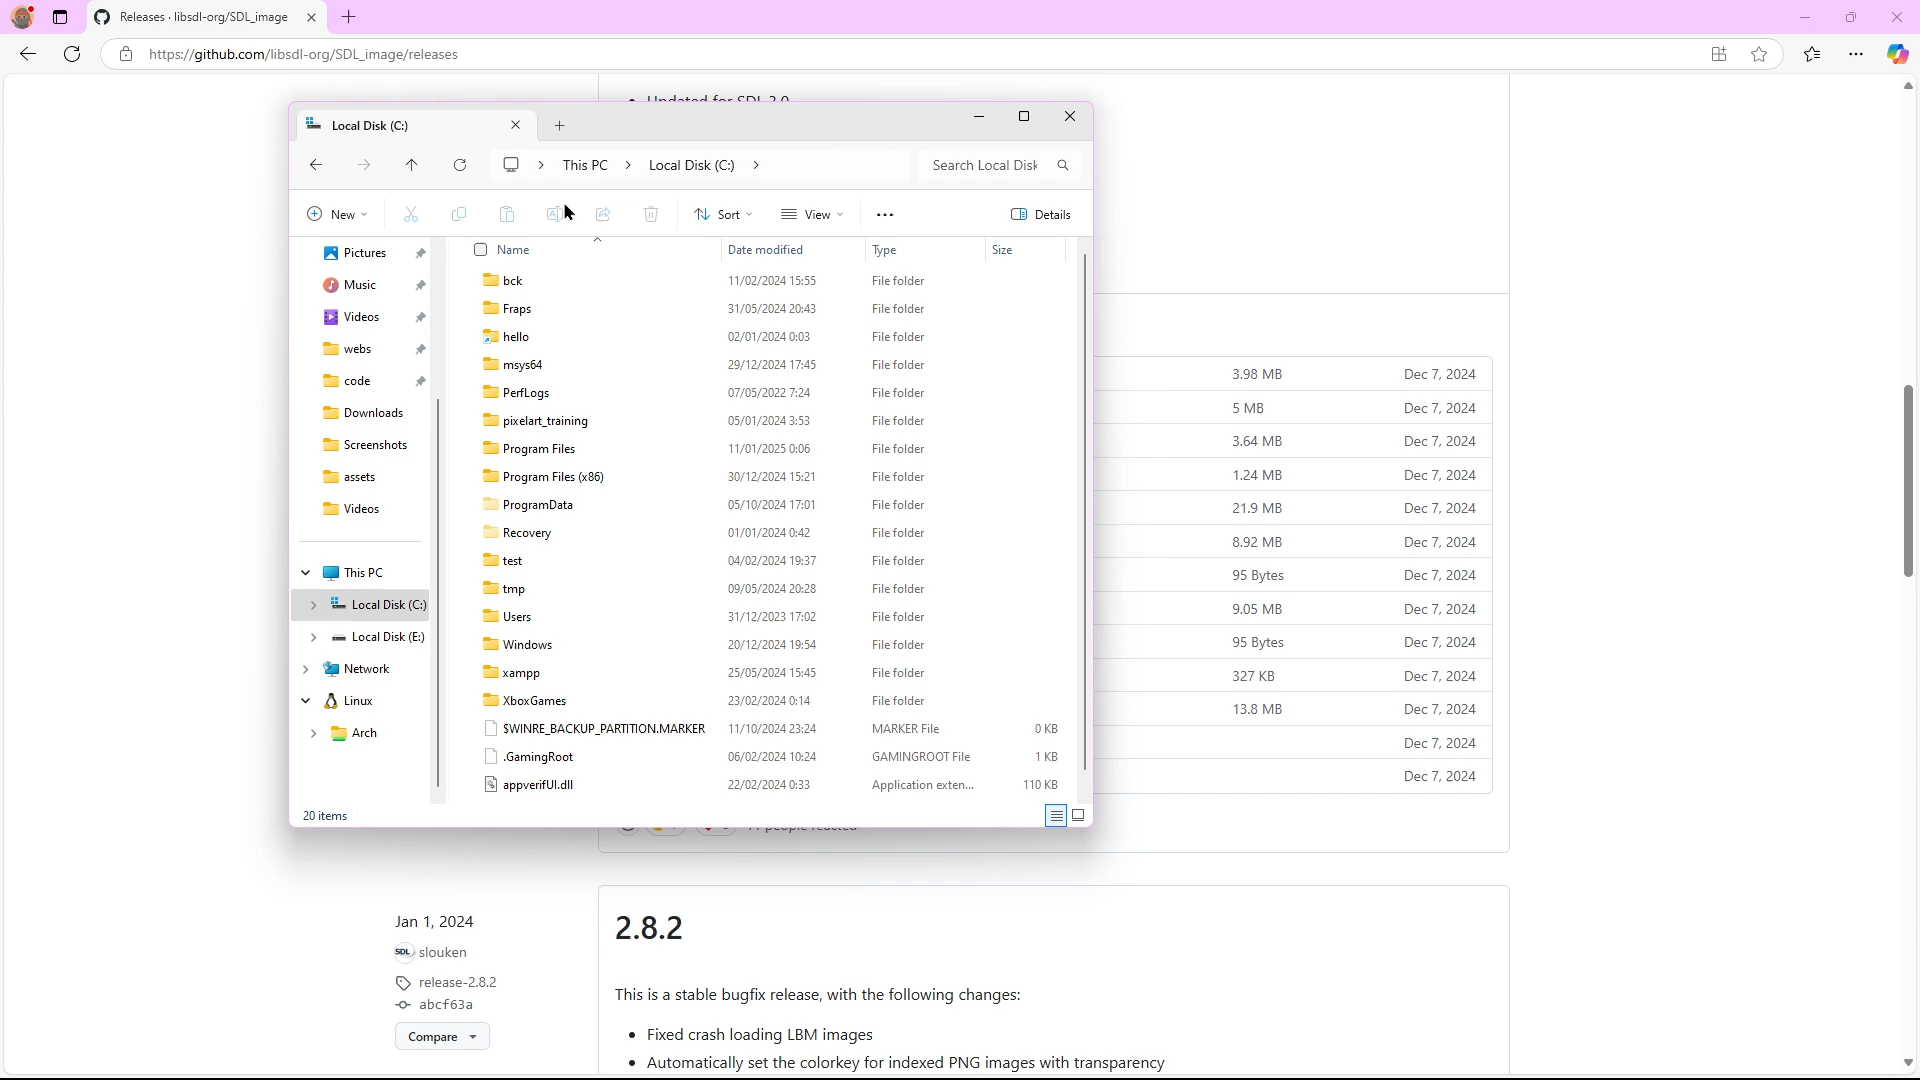 Releases · libsdl-org/SDL_image
https://github.com/libsdl-org/SDL_image/releases
Updated for SDL 2.0
Local Disk (C:)
This PC > Local Disk (C:) >
Search Local Disk
New
Sort
View
Details
Name Date modified Type Size
Pictures
Music
Videos
webs
code
Downloads
Screenshots
assets
Videos
This PC
Local Disk (C:)
Local Disk (E:)
Network
Linux
Arch
bck 11/02/2024 15:55 File folder
Fraps 31/05/2024 20:43 File folder
hello 02/01/2024 0:03 File folder
msys64 29/12/2024 17:45 File folder
PerfLogs 07/05/2022 7:24 File folder
pixelart_training 05/01/2024 3:53 File folder
Program Files 11/01/2025 0:06 File folder
Program Files (x86) 30/12/2024 15:21 File folder
ProgramData 05/10/2024 17:01 File folder
Recovery 01/01/2024 0:42 File folder
test 04/02/2024 19:37 File folder
tmp 09/05/2024 20:28 File folder
Users 31/12/2023 17:02 File folder
Windows 20/12/2024 19:54 File folder
xampp 25/05/2024 15:45 File folder
XboxGames 23/02/2024 0:14 File folder
$WINRE_BACKUP_PARTITION.MARKER 11/10/2024 23:24 MARKER File 0 KB
.GamingRoot 06/02/2024 10:24 GAMINGROOT File 1 KB
appverifUI.dll 22/02/2024 0:33 Application exten... 110 KB
20 items
3.98 MB Dec 7, 2024
5 MB Dec 7, 2024
3.64 MB Dec 7, 2024
1.24 MB Dec 7, 2024
21.9 MB Dec 7, 2024
8.92 MB Dec 7, 2024
95 Bytes Dec 7, 2024
9.05 MB Dec 7, 2024
95 Bytes Dec 7, 2024
327 KB Dec 7, 2024
13.8 MB Dec 7, 2024
Dec 7, 2024
Dec 7, 2024
people reacted
Jan 1, 2024
SDL slouken
release-2.8.2
abcf63a
Compare
2.8.2
This is a stable bugfix release, with the following changes:
• Fixed crash loading LBM images
• Automatically set the colorkey for indexed PNG images with transparency